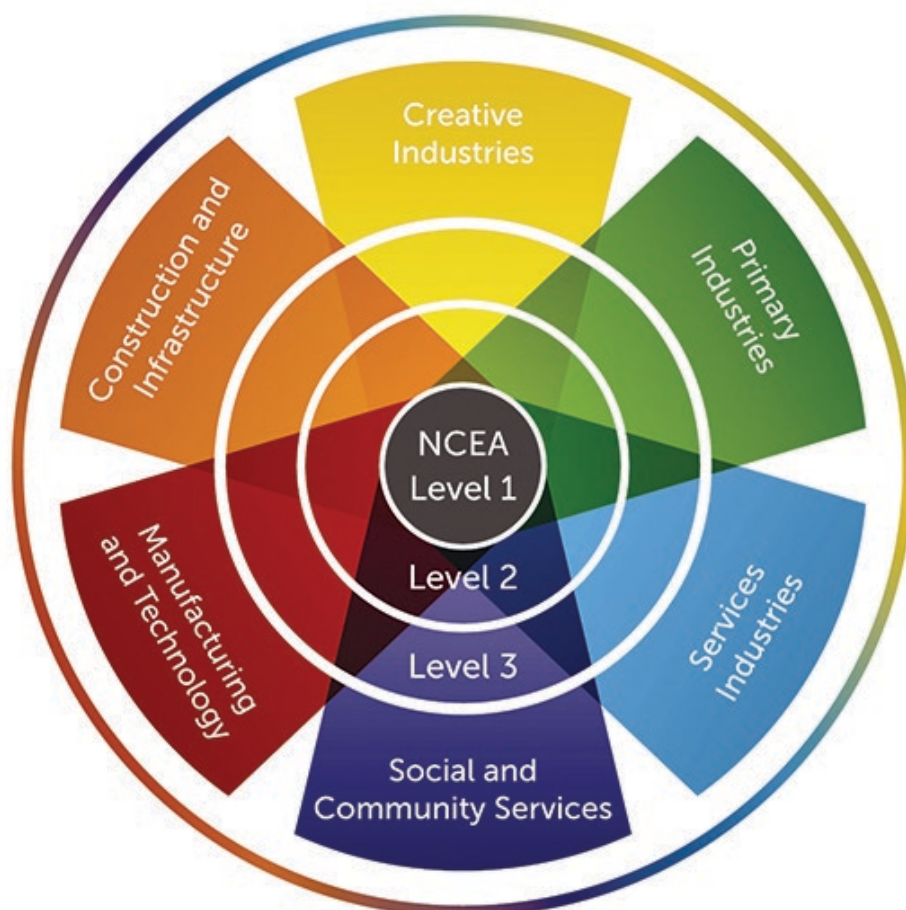 Creative
Industries
Primary
Industries
Services
Industries
Social and
Community Services
Manufacturing
and Technology
Construction and
Infrastructure
NCEA
Level 1
Level 2
Level 3